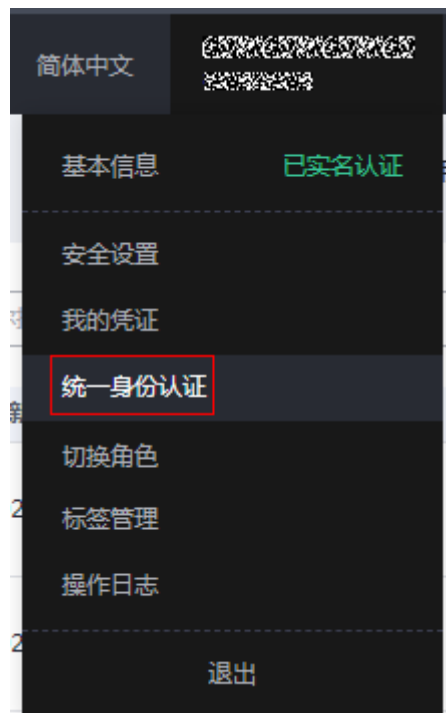 简体中文
基本信息 已实名认证
安全设置
我的凭证
统一身份认证
切换角色
标签管理
操作日志
退出